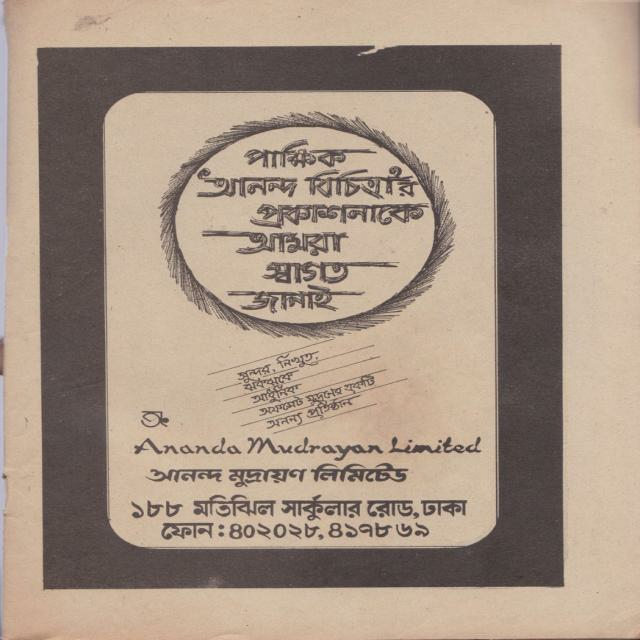 পাক্ষিক
'আনন্দ বিচিত্রা'র
প্রকাশনাকে
আমরা
স্বাগত
জানাই
সুন্দর, নিখুঁত,
ঝকঝকে
আধুনিক
অফসেট মুদ্রণের একটি
অনন্য প্রতিষ্ঠান
Ananda Mudrayan Limited
আনন্দ মুদ্রায়ণ লিমিটেড
১৮৮ মতিঝিল সার্কুলার রোড, ঢাকা
ফোন : ৪০২০২৮, ৪১৭৮৬৯